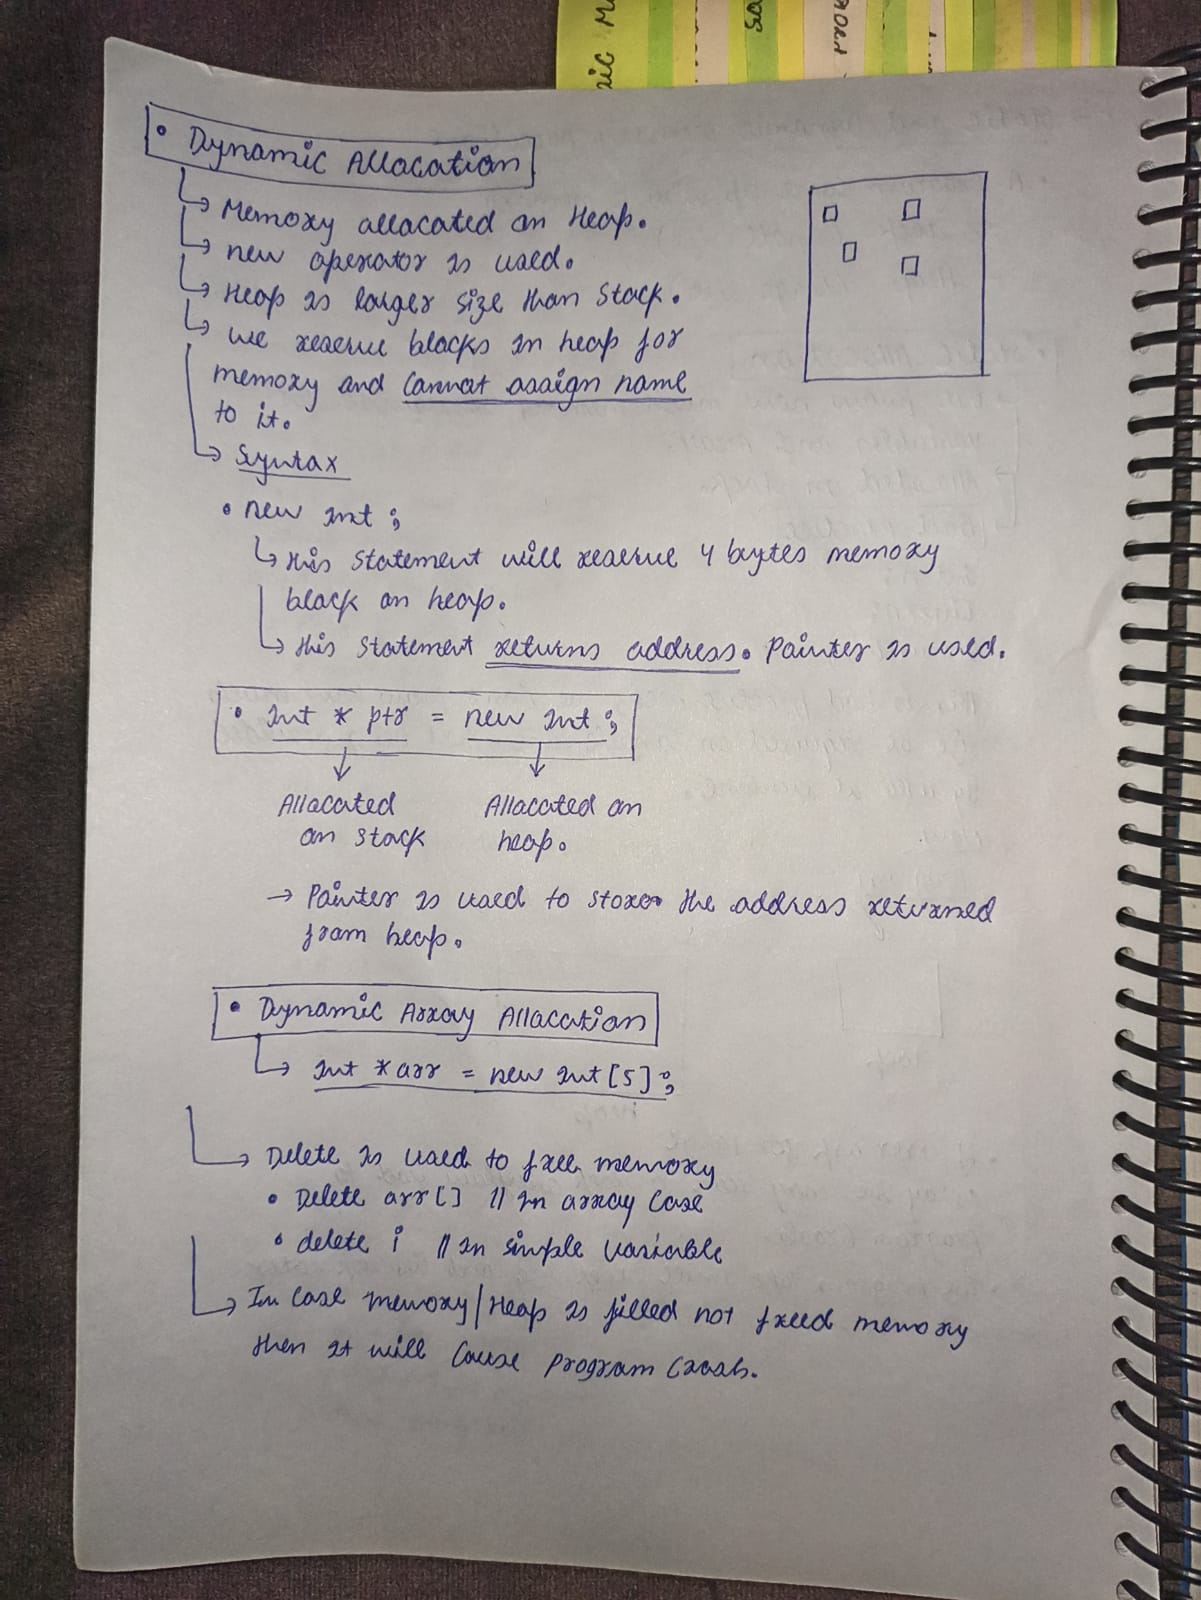 • Dynamic Allocation
↳ Memory allocated on Heap.
↳ new operator is used.
↳ Heap is larger size than Stack.
↳ we reserve blocks in heap for
memory and cannot assign name
to it.
↳ Syntax
• new int ;
↳ this statement will reserve 4 bytes memory
block on heap.
↳ this statement returns address. Pointer is used.
• int * ptr = new int ;
Allocated on stack
Allocated on heap.
→ Pointer is used to store the address returned
from heap.
• Dynamic Array Allocation
↳ int *arr = new int[5];
↳ Delete is used to free memory
• Delete arr[] // in array case
• delete i // in simple variable
↳ In case memory/Heap is filled not freed memory
then it will cause program crash.